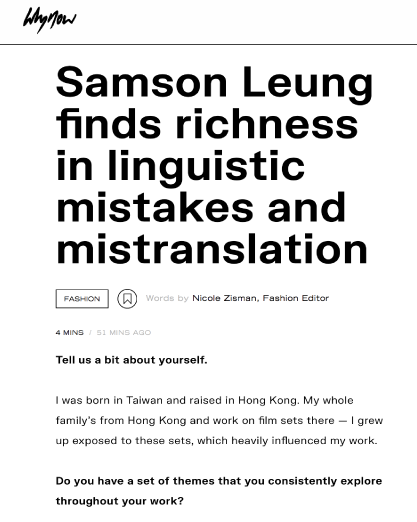 whynow
Samson Leung
finds richness
in linguistic
mistakes and
mistranslation
FASHION
Words by Nicole Zisman, Fashion Editor
4 MINS / 51 MINS AGO
Tell us a bit about yourself.
I was born in Taiwan and raised in Hong Kong. My whole
family's from Hong Kong and work on film sets there — I grew
up exposed to these sets, which heavily influenced my work.
Do you have a set of themes that you consistently explore
throughout your work?